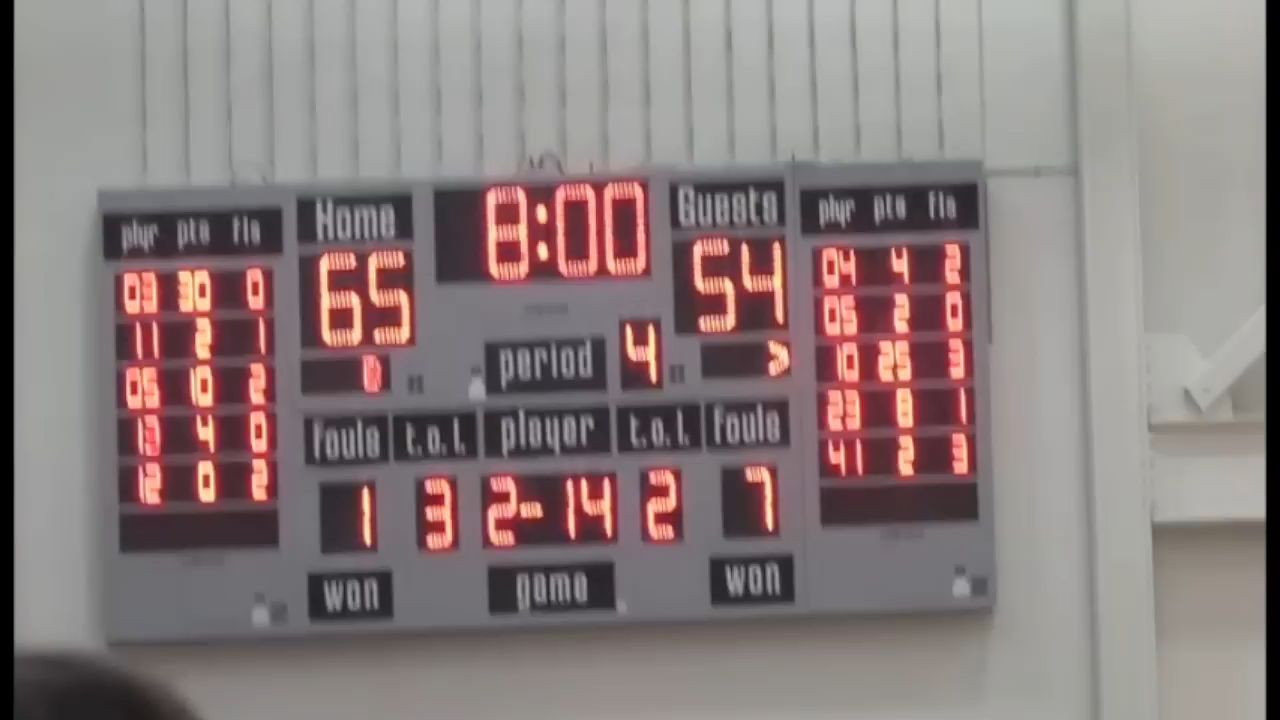 plyr pts fls
Home
8:00
Guests
plyr pts fls
03 30 0
11 2 1
05 10 2
13 4 0
12 0 2
65
54
period 4
>
04 4 2
05 2 0
10 25 3
23 8 1
41 2 3
fouls t.o.l. player t.o.l. fouls
1 3 2-14 2 7
won game won